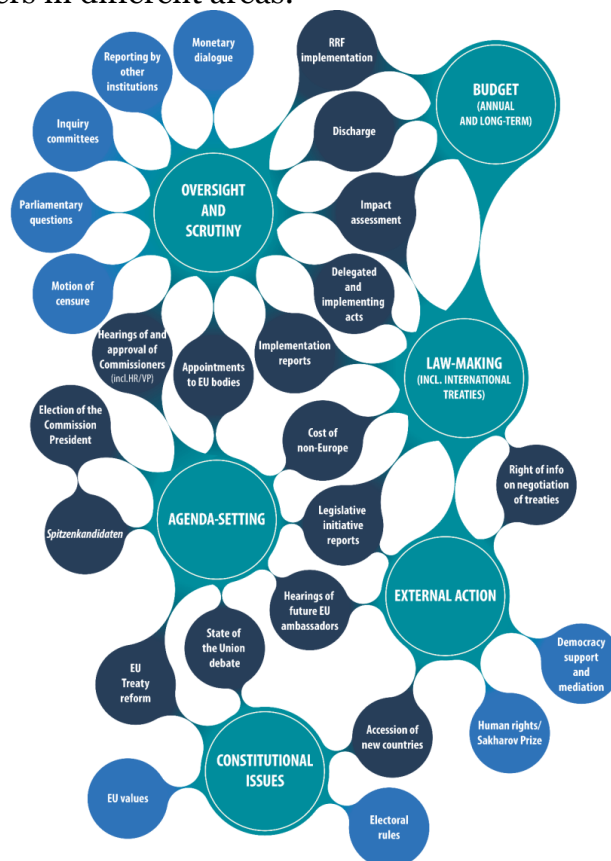 ers in different areas.
Monetary
dialogue
RRF
implementation
Reporting by
other
institutions
BUDGET
(ANNUAL
AND LONG-TERM)
Inquiry
committees
Discharge
OVERSIGHT
AND
SCRUTINY
Parliamentary
questions
Impact
assessment
Motion of
censure
Delegated
and
implementing
acts
Hearings of and
approval of
Commissioners
(incl.HR/VP)
Appointments
to EU bodies
Implementation
reports
LAW-MAKING
(INCL. INTERNATIONAL
TREATIES)
Election of the
Commission
President
Cost of
non-Europe
Right of info
on negotiation
of treaties
Spitzenkandidaten
AGENDA-SETTING
Legislative
initiative
reports
EXTERNAL ACTION
Hearings of
future EU
ambassadors
State of
the Union
debate
Democracy
support
and
mediation
EU
Treaty
reform
Accession of
new countries
Human rights/
Sakharov Prize
CONSTITUTIONAL
ISSUES
EU values
Electoral
rules